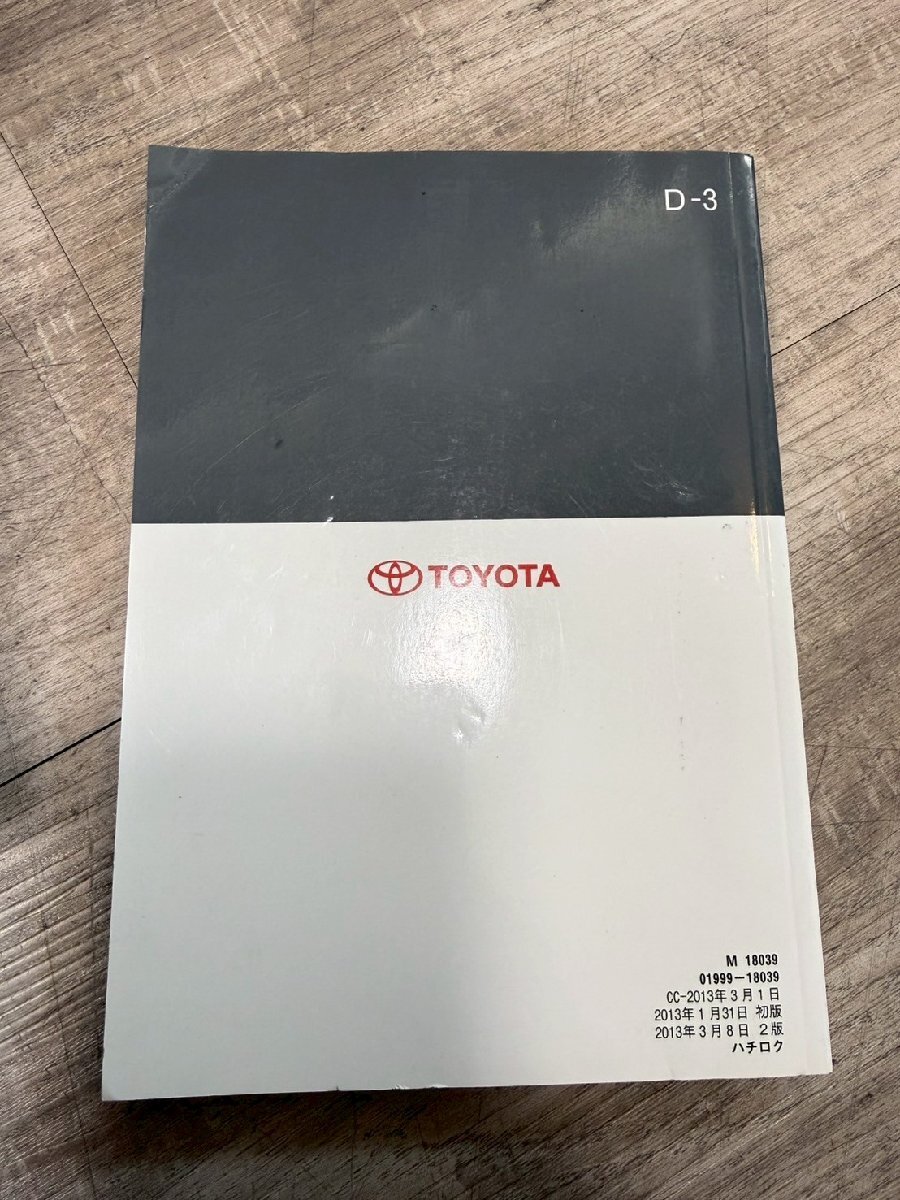 D-3
TOYOTA
M 18039
01999-18039
CC-2013年3月1日
2013年1月31日 初版
2013年3月8日 2版
ハチロク